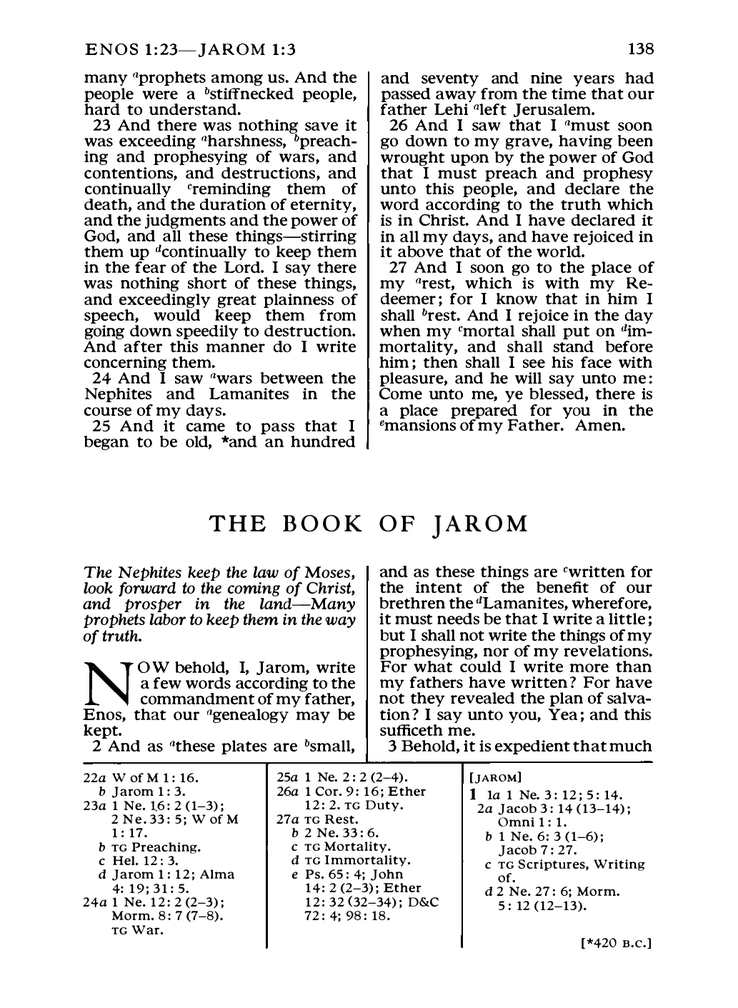 ENOS 1:23—JAROM 1:3 138
many ᵃprophets among us. And the
people were a ᵇstiffnecked people,
hard to understand.
23 And there was nothing save it
was exceeding ᵃharshness, ᵇpreach-
ing and prophesying of wars, and
contentions, and destructions, and
continually ᶜreminding them of
death, and the duration of eternity,
and the judgments and the power of
God, and all these things—stirring
them up ᵈcontinually to keep them
in the fear of the Lord. I say there
was nothing short of these things,
and exceedingly great plainness of
speech, would keep them from
going down speedily to destruction.
And after this manner do I write
concerning them.
24 And I saw ᵃwars between the
Nephites and Lamanites in the
course of my days.
25 And it came to pass that I
began to be old, *and an hundred
and seventy and nine years had
passed away from the time that our
father Lehi ᵃleft Jerusalem.
26 And I saw that I ᵃmust soon
go down to my grave, having been
wrought upon by the power of God
that I must preach and prophesy
unto this people, and declare the
word according to the truth which
is in Christ. And I have declared it
in all my days, and have rejoiced in
it above that of the world.
27 And I soon go to the place of
my ᵃrest, which is with my Re-
deemer; for I know that in him I
shall ᵇrest. And I rejoice in the day
when my ᶜmortal shall put on ᵈim-
mortality, and shall stand before
him; then shall I see his face with
pleasure, and he will say unto me:
Come unto me, ye blessed, there is
a place prepared for you in the
ᵉmansions of my Father. Amen.
THE BOOK OF JAROM
The Nephites keep the law of Moses,
look forward to the coming of Christ,
and prosper in the land—Many
prophets labor to keep them in the way
of truth.
NOW behold, I, Jarom, write
a few words according to the
commandment of my father,
Enos, that our ᵃgenealogy may be
kept.
2 And as ᵃthese plates are ᵇsmall,
and as these things are ᶜwritten for
the intent of the benefit of our
brethren the ᵈLamanites, wherefore,
it must needs be that I write a little;
but I shall not write the things of my
prophesying, nor of my revelations.
For what could I write more than
my fathers have written? For have
not they revealed the plan of salva-
tion? I say unto you, Yea; and this
sufficeth me.
3 Behold, it is expedient that much
22a W of M 1: 16.
b Jarom 1: 3.
23a 1 Ne. 16: 2 (1–3);
2 Ne. 33: 5; W of M
1: 17.
b TG Preaching.
c Hel. 12: 3.
d Jarom 1: 12; Alma
4: 19; 31: 5.
24a 1 Ne. 12: 2 (2–3);
Morm. 8: 7 (7–8).
TG War.
25a 1 Ne. 2: 2 (2–4).
26a 1 Cor. 9: 16; Ether
12: 2. TG Duty.
27a TG Rest.
b 2 Ne. 33: 6.
c TG Mortality.
d TG Immortality.
e Ps. 65: 4; John
14: 2 (2–3); Ether
12: 32 (32–34); D&C
72: 4; 98: 18.
[JAROM]
1 1a 1 Ne. 3: 12; 5: 14.
2a Jacob 3: 14 (13–14);
Omni 1: 1.
b 1 Ne. 6: 3 (1–6);
Jacob 7: 27.
c TG Scriptures, Writing
of.
d 2 Ne. 27: 6; Morm.
5: 12 (12–13).
[*420 B.C.]